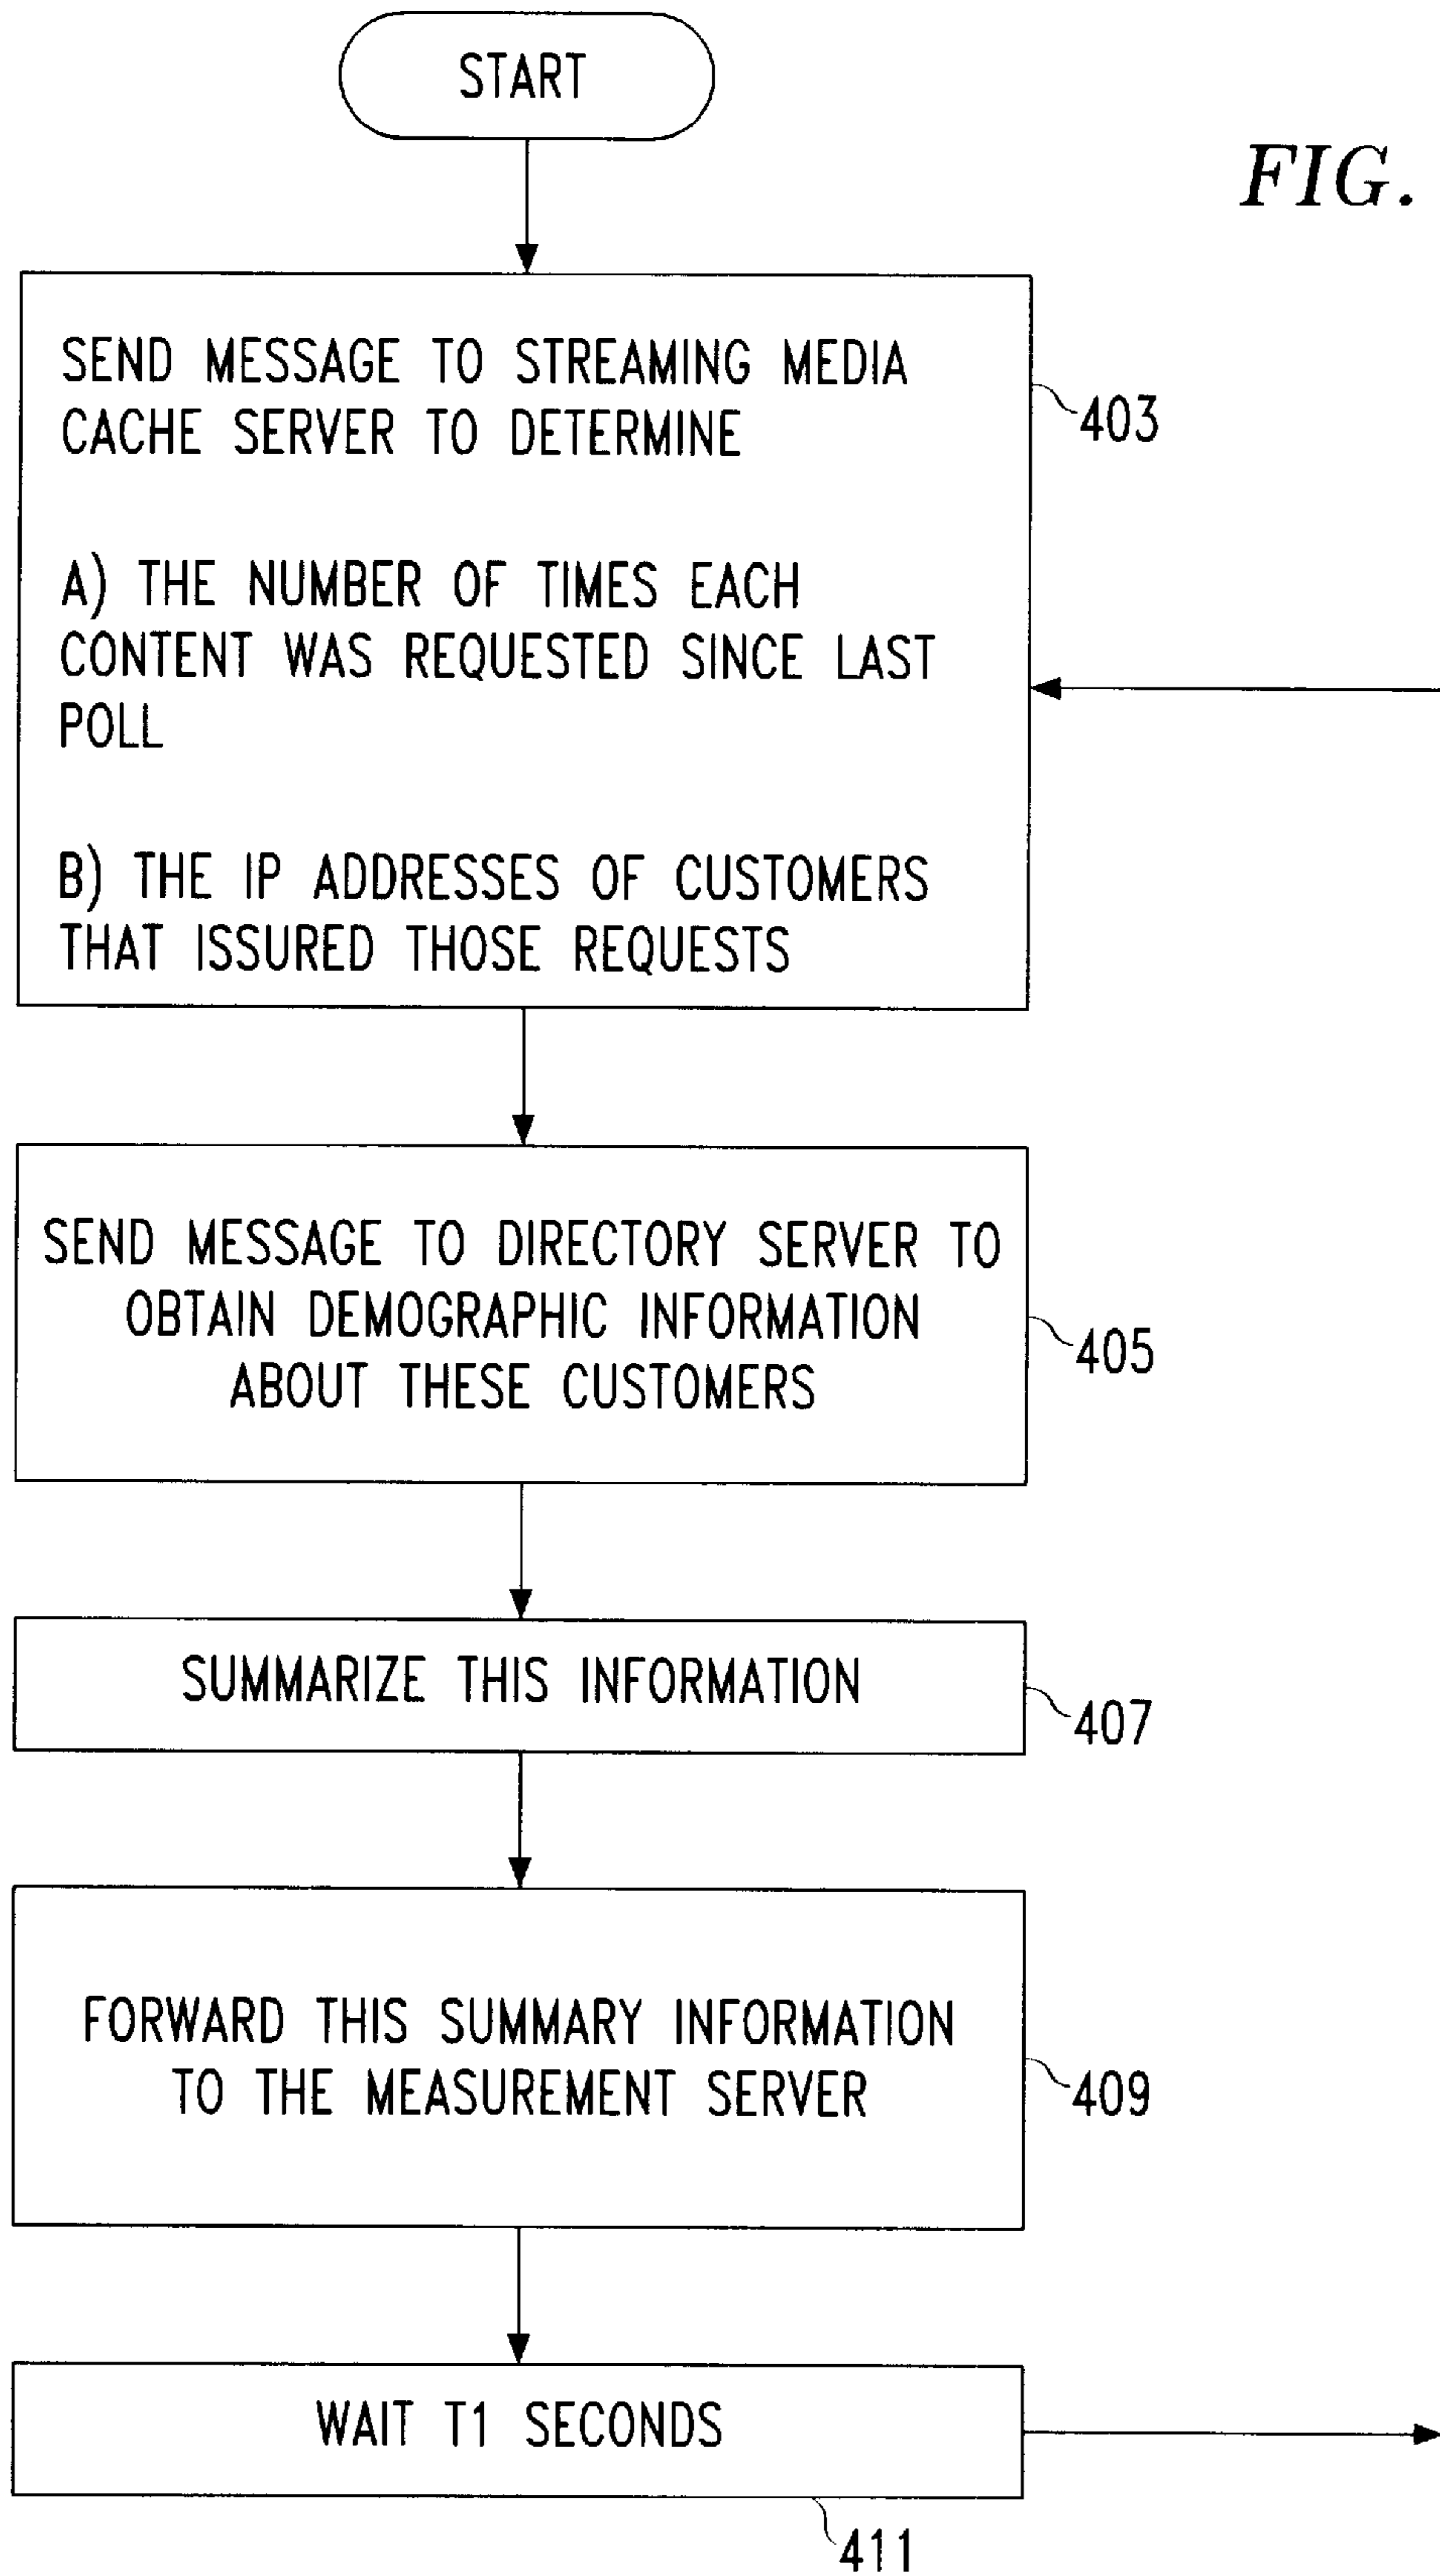 START
FIG.
SEND MESSAGE TO STREAMING MEDIA
CACHE SERVER TO DETERMINE
403
A) THE NUMBER OF TIMES EACH
CONTENT WAS REQUESTED SINCE LAST
POLL
B) THE IP ADDRESSES OF CUSTOMERS
THAT ISSURED THOSE REQUESTS
SEND MESSAGE TO DIRECTORY SERVER TO
OBTAIN DEMOGRAPHIC INFORMATION
ABOUT THESE CUSTOMERS
405
SUMMARIZE THIS INFORMATION
407
FORWARD THIS SUMMARY INFORMATION
TO THE MEASUREMENT SERVER
409
WAIT T1 SECONDS
411